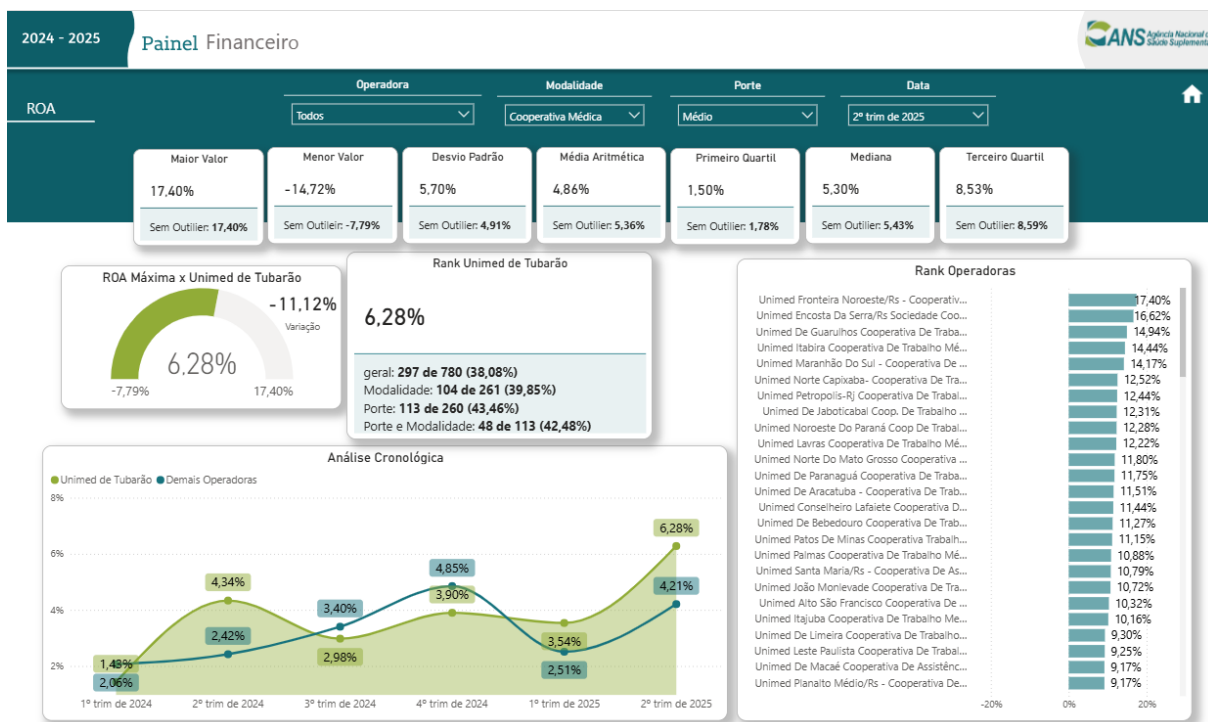 2024 - 2025
Painel Financeiro
ANS Agência Nacional d
Saúde Suplementa
ROA
Operadora
Todos
Modalidade
Cooperativa Médica
Porte
Médio
Data
2º trim de 2025
Maior Valor
17,40%
Sem Outilier: 17,40%
Menor Valor
-14,72%
Sem Outilier: -7,79%
Desvio Padrão
5,70%
Sem Outilier: 4,91%
Média Aritmética
4,86%
Sem Outilier: 5,36%
Primeiro Quartil
1,50%
Sem Outilier: 1,78%
Mediana
5,30%
Sem Outilier: 5,43%
Terceiro Quartil
8,53%
Sem Outilier: 8,59%
ROA Máxima x Unimed de Tubarão
-11,12%
Variação
6,28%
-7,79%
17,40%
Rank Unimed de Tubarão
6,28%
geral: 297 de 780 (38,08%)
Modalidade: 104 de 261 (39,85%)
Porte: 113 de 260 (43,46%)
Porte e Modalidade: 48 de 113 (42,48%)
Análise Cronológica
Unimed de Tubarão Demais Operadoras
8%
6%
4%
2%
1,43%
2,06%
4,34%
2,42%
3,40%
2,98%
4,85%
3,90%
3,54%
2,51%
6,28%
4,21%
1º trim de 2024 2º trim de 2024 3º trim de 2024 4º trim de 2024 1º trim de 2025 2º trim de 2025
Rank Operadoras
Unimed Fronteira Noroeste/Rs - Cooperativ... 17,40%
Unimed Encosta Da Serra/Rs Sociedade Coo... 16,62%
Unimed De Guarulhos Cooperativa De Traba... 14,94%
Unimed Itabira Cooperativa De Trabalho Mé... 14,44%
Unimed Maranhão Do Sul - Cooperativa De ... 14,17%
Unimed Norte Capixaba- Cooperativa De Tra... 12,52%
Unimed Petropolis-Rj Cooperativa De Trabal... 12,44%
Unimed De Jaboticabal Coop. De Trabalho ... 12,31%
Unimed Noroeste Do Paraná Coop De Trabal... 12,28%
Unimed Lavras Cooperativa De Trabalho Mé... 12,22%
Unimed Norte Do Mato Grosso Cooperativa ... 11,80%
Unimed De Paranaguá Cooperativa De Traba... 11,75%
Unimed De Aracatuba - Cooperativa De Trab... 11,51%
Unimed Conselheiro Lafaiete Cooperativa D... 11,44%
Unimed De Bebedouro Cooperativa De Trab... 11,27%
Unimed Patos De Minas Cooperativa Trabalh... 11,15%
Unimed Palmas Cooperativa De Trabalho Mé... 10,88%
Unimed Santa Maria/Rs - Cooperativa De As... 10,79%
Unimed João Monlevade Cooperativa De Tra... 10,72%
Unimed Alto São Francisco Cooperativa De ... 10,32%
Unimed Itajuba Cooperativa De Trabalho Me... 10,16%
Unimed De Limeira Cooperativa De Trabalho... 9,30%
Unimed Leste Paulista Cooperativa De Trabal... 9,25%
Unimed De Macaé Cooperativa De Assistênc... 9,17%
Unimed Planalto Médio/Rs - Cooperativa De... 9,17%
-20% 0% 20%